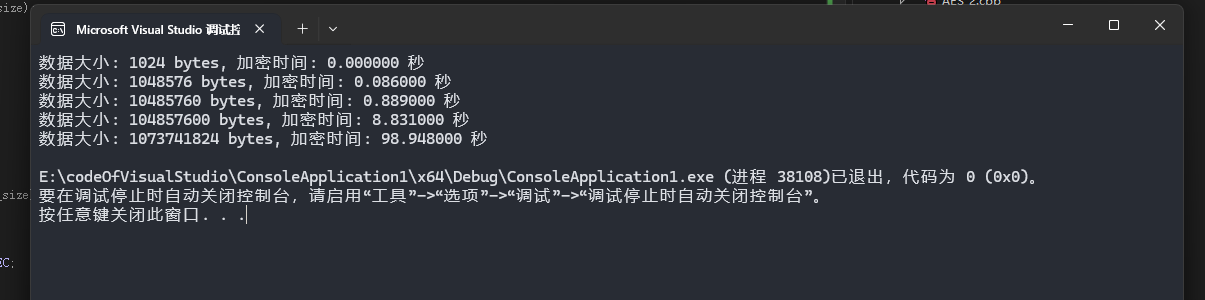 size)
AES 2.cpp
Microsoft Visual Studio 调试控
数据大小: 1024 bytes, 加密时间: 0.000000 秒
数据大小: 1048576 bytes, 加密时间: 0.086000 秒
数据大小: 10485760 bytes, 加密时间: 0.889000 秒
数据大小: 104857600 bytes, 加密时间: 8.831000 秒
数据大小: 1073741824 bytes, 加密时间: 98.948000 秒
E:\codeOfVisualStudio\ConsoleApplication1\x64\Debug\ConsoleApplication1.exe (进程 38108)已退出，代码为 0 (0x0)。
_size)
要在调试停止时自动关闭控制台，请启用“工具”->“选项”->“调试”->“调试停止时自动关闭控制台”。
按任意键关闭此窗口. . .
EC;